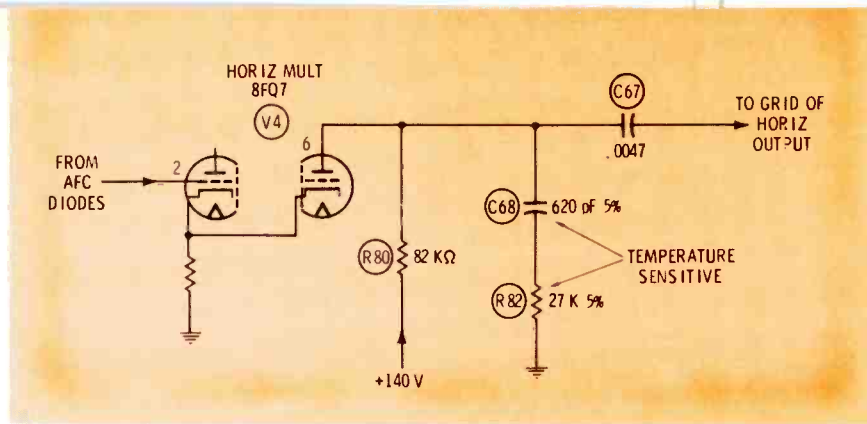 HORIZ MULT
8FQ7
V4
2
6
FROM
AFC
DIODES
C67
.0047
TO GRID OF
HORIZ
OUTPUT
C68
620 pF 5%
R80
82 KΩ
TEMPERATURE
SENSITIVE
R82
27 K 5%
+140 V